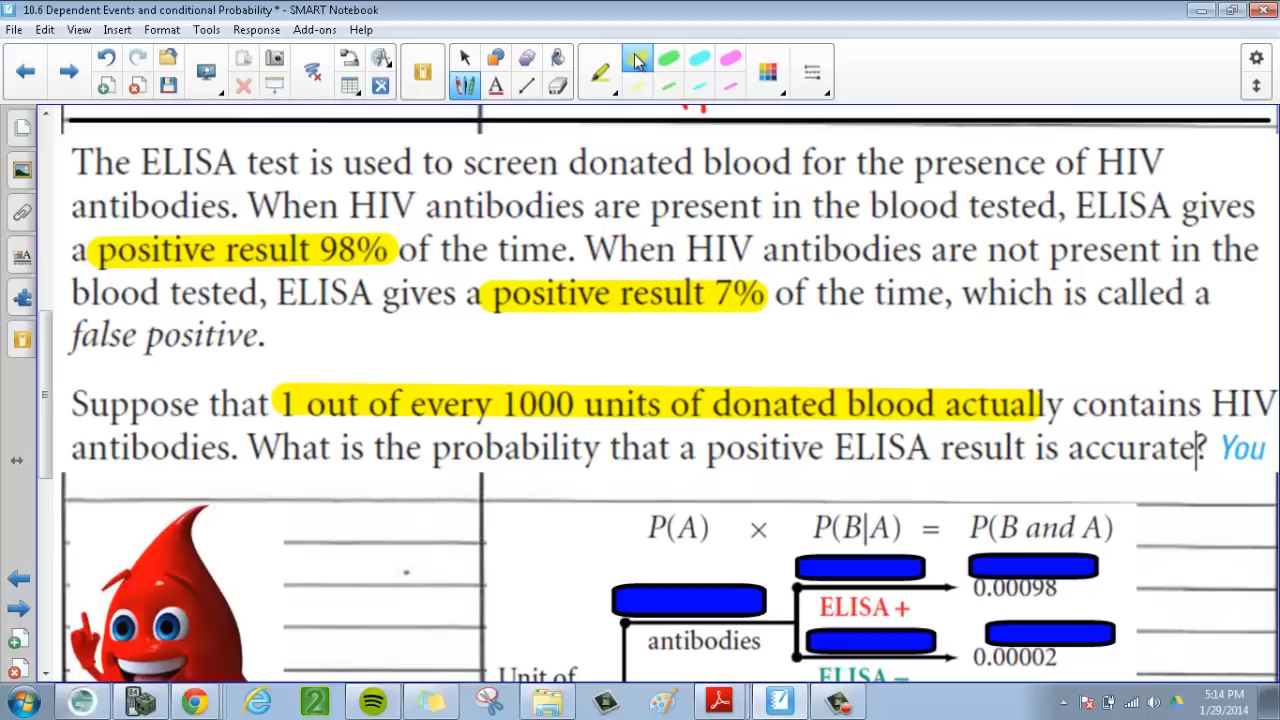 10.6 Dependent Events and conditional Probability * - SMART Notebook
File Edit View Insert Format Tools Response Add-ons Help
The ELISA test is used to screen donated blood for the presence of HIV
antibodies. When HIV antibodies are present in the blood tested, ELISA gives
a positive result 98% of the time. When HIV antibodies are not present in the
blood tested, ELISA gives a positive result 7% of the time, which is called a
false positive.
Suppose that 1 out of every 1000 units of donated blood actually contains HIV
antibodies. What is the probability that a positive ELISA result is accurate? You
P(A) × P(B|A) = P(B and A)
0.00098
ELISA +
antibodies
0.00002
Unit of
ELISA −
5:14 PM
1/29/2014